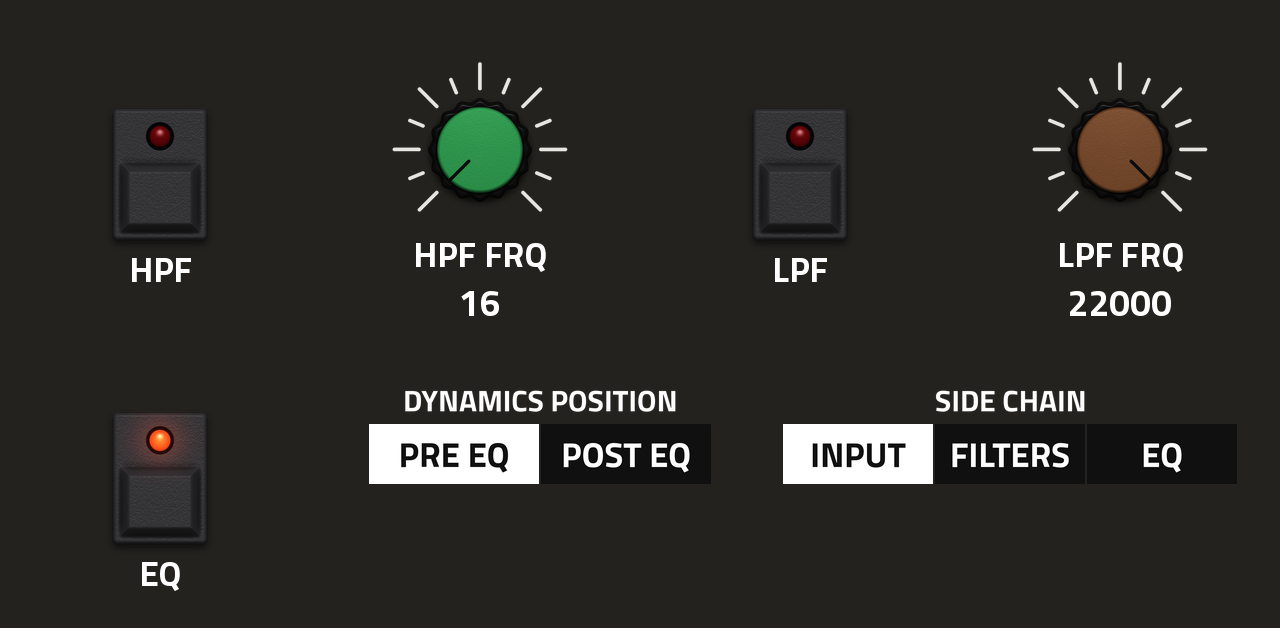 HPF
HPF FRQ
16
LPF
LPF FRQ
22000
EQ
DYNAMICS POSITION
PRE EQ
POST EQ
SIDE CHAIN
INPUT
FILTERS
EQ